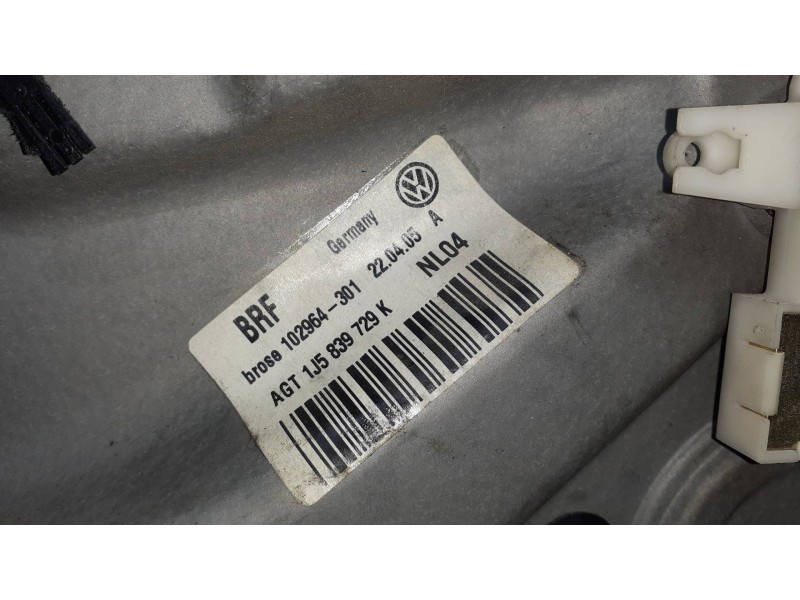 Germany
BRF
brose 102964-301 22.04.05 A
AGT 1J5 839 729 K NL04